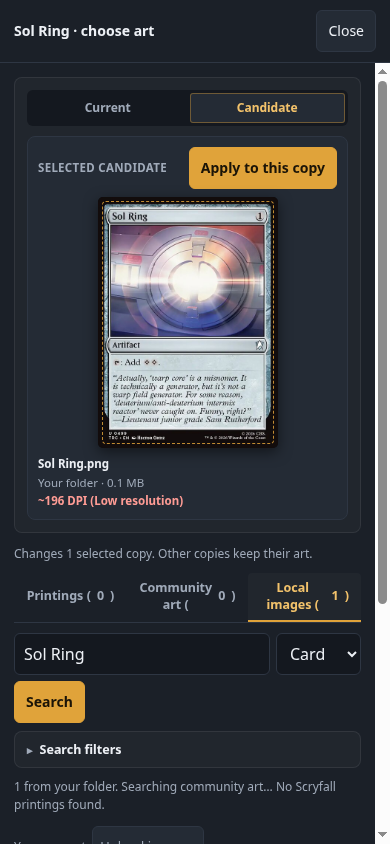 Sol Ring · choose art
Close
Current
Candidate
SELECTED CANDIDATE
Apply to this copy
Sol Ring 1
Artifact
: Add
"Actually, 'warp core' is a misnomer. It
is technically a generator, but it's not a
warp field generator. For some reason,
'deuterium/anti-deuterium intermix
reactor' never caught on. Funny, right?"
—Lieutenant junior grade Sam Rutherford
Sol Ring.png
Your folder · 0.1 MB
~196 DPI (Low resolution)
Changes 1 selected copy. Other copies keep their art.
Printings ( 0 )
Community
art ( 0 )
Local
images ( 1 )
Sol Ring
Card
Search
▸ Search filters
1 from your folder. Searching community art... No Scryfall
printings found.